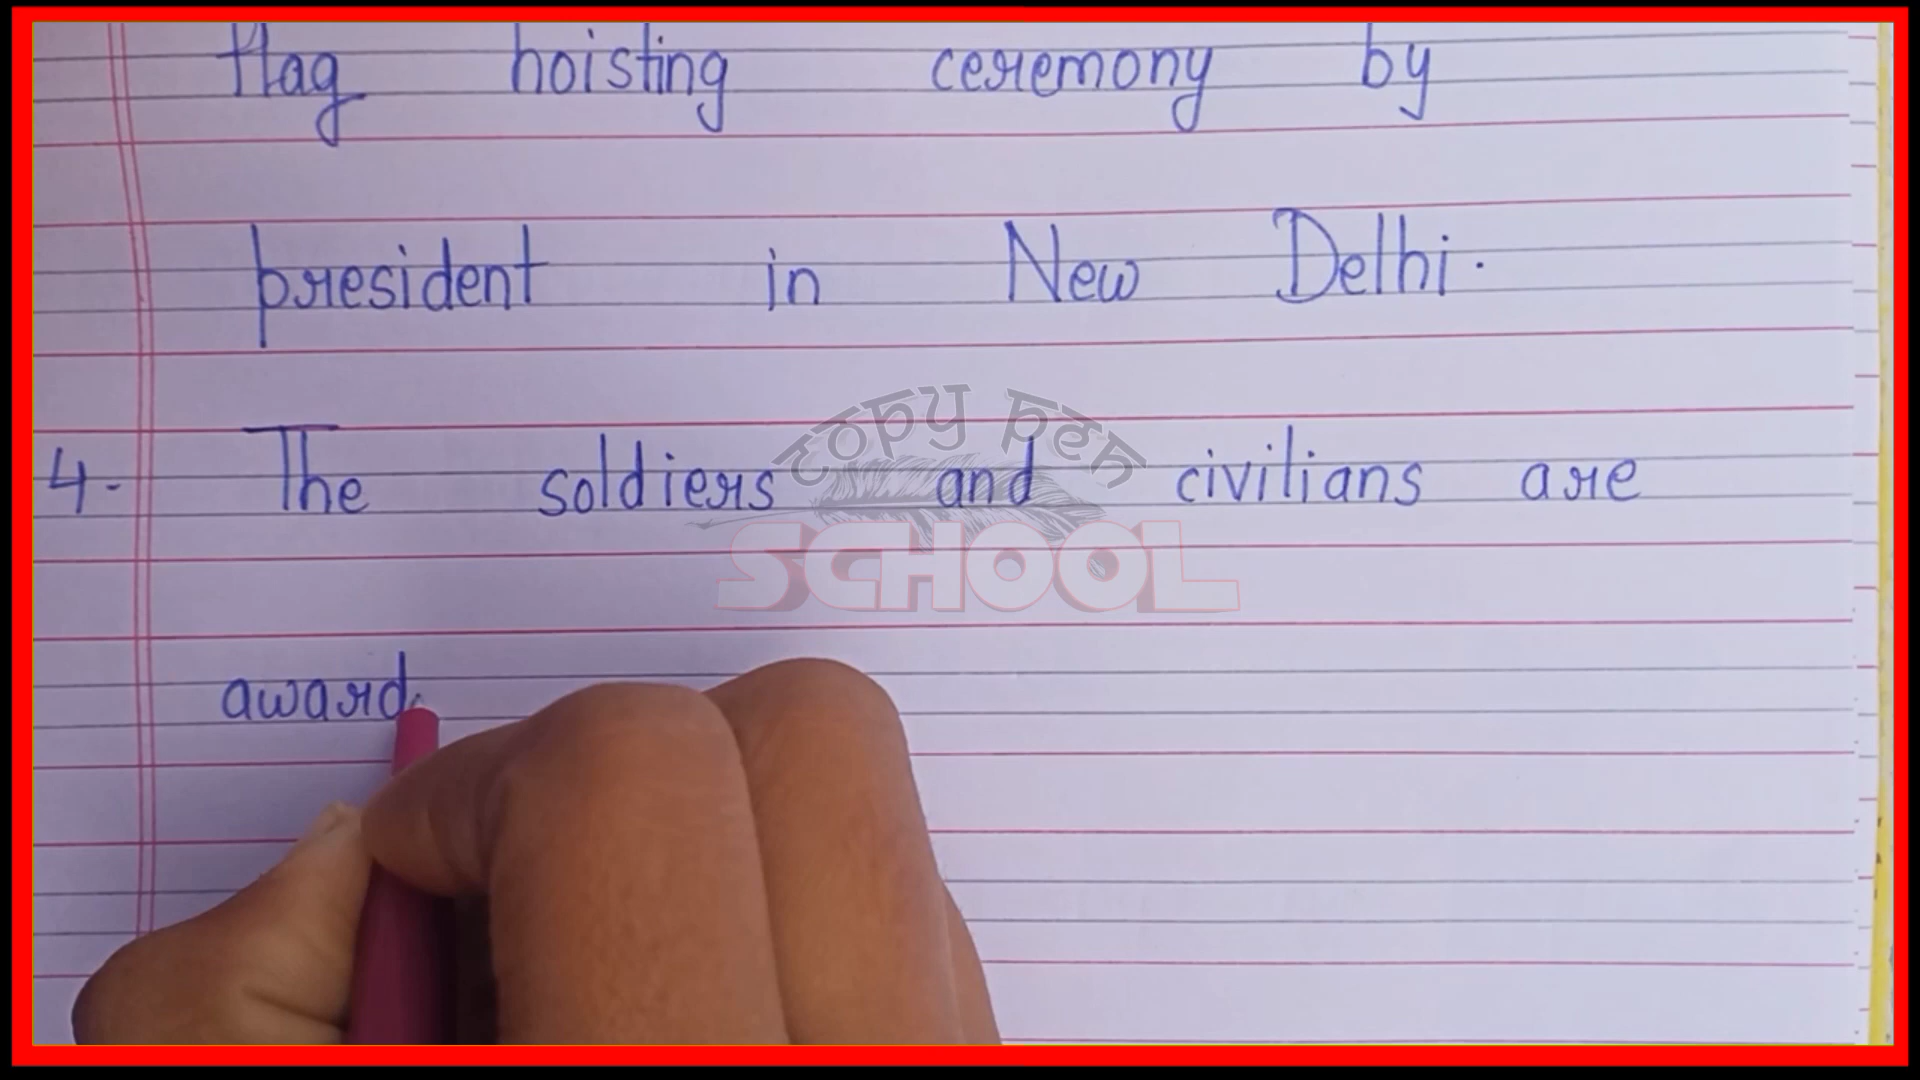 flag hoisting ceremony by
president in New Delhi.
copy pen
SCHOOL
4. The soldiers and civilians are
award